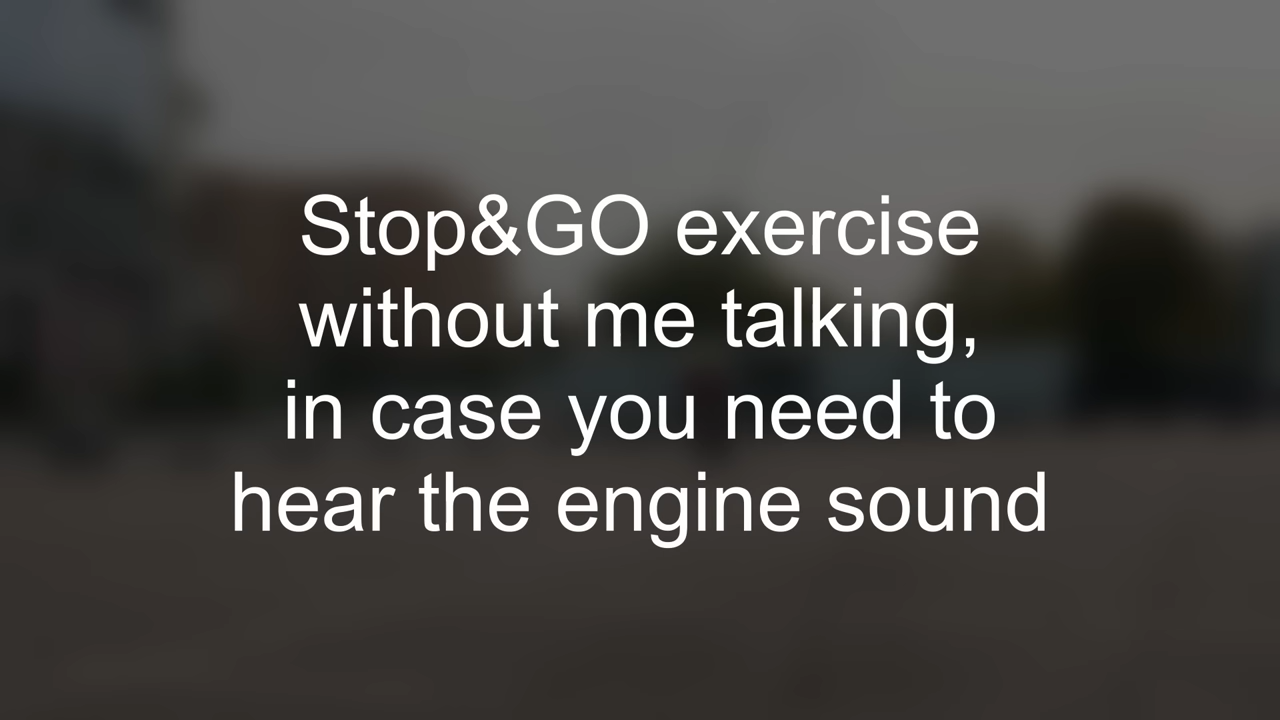 Stop&GO exercise
without me talking,
in case you need to
hear the engine sound